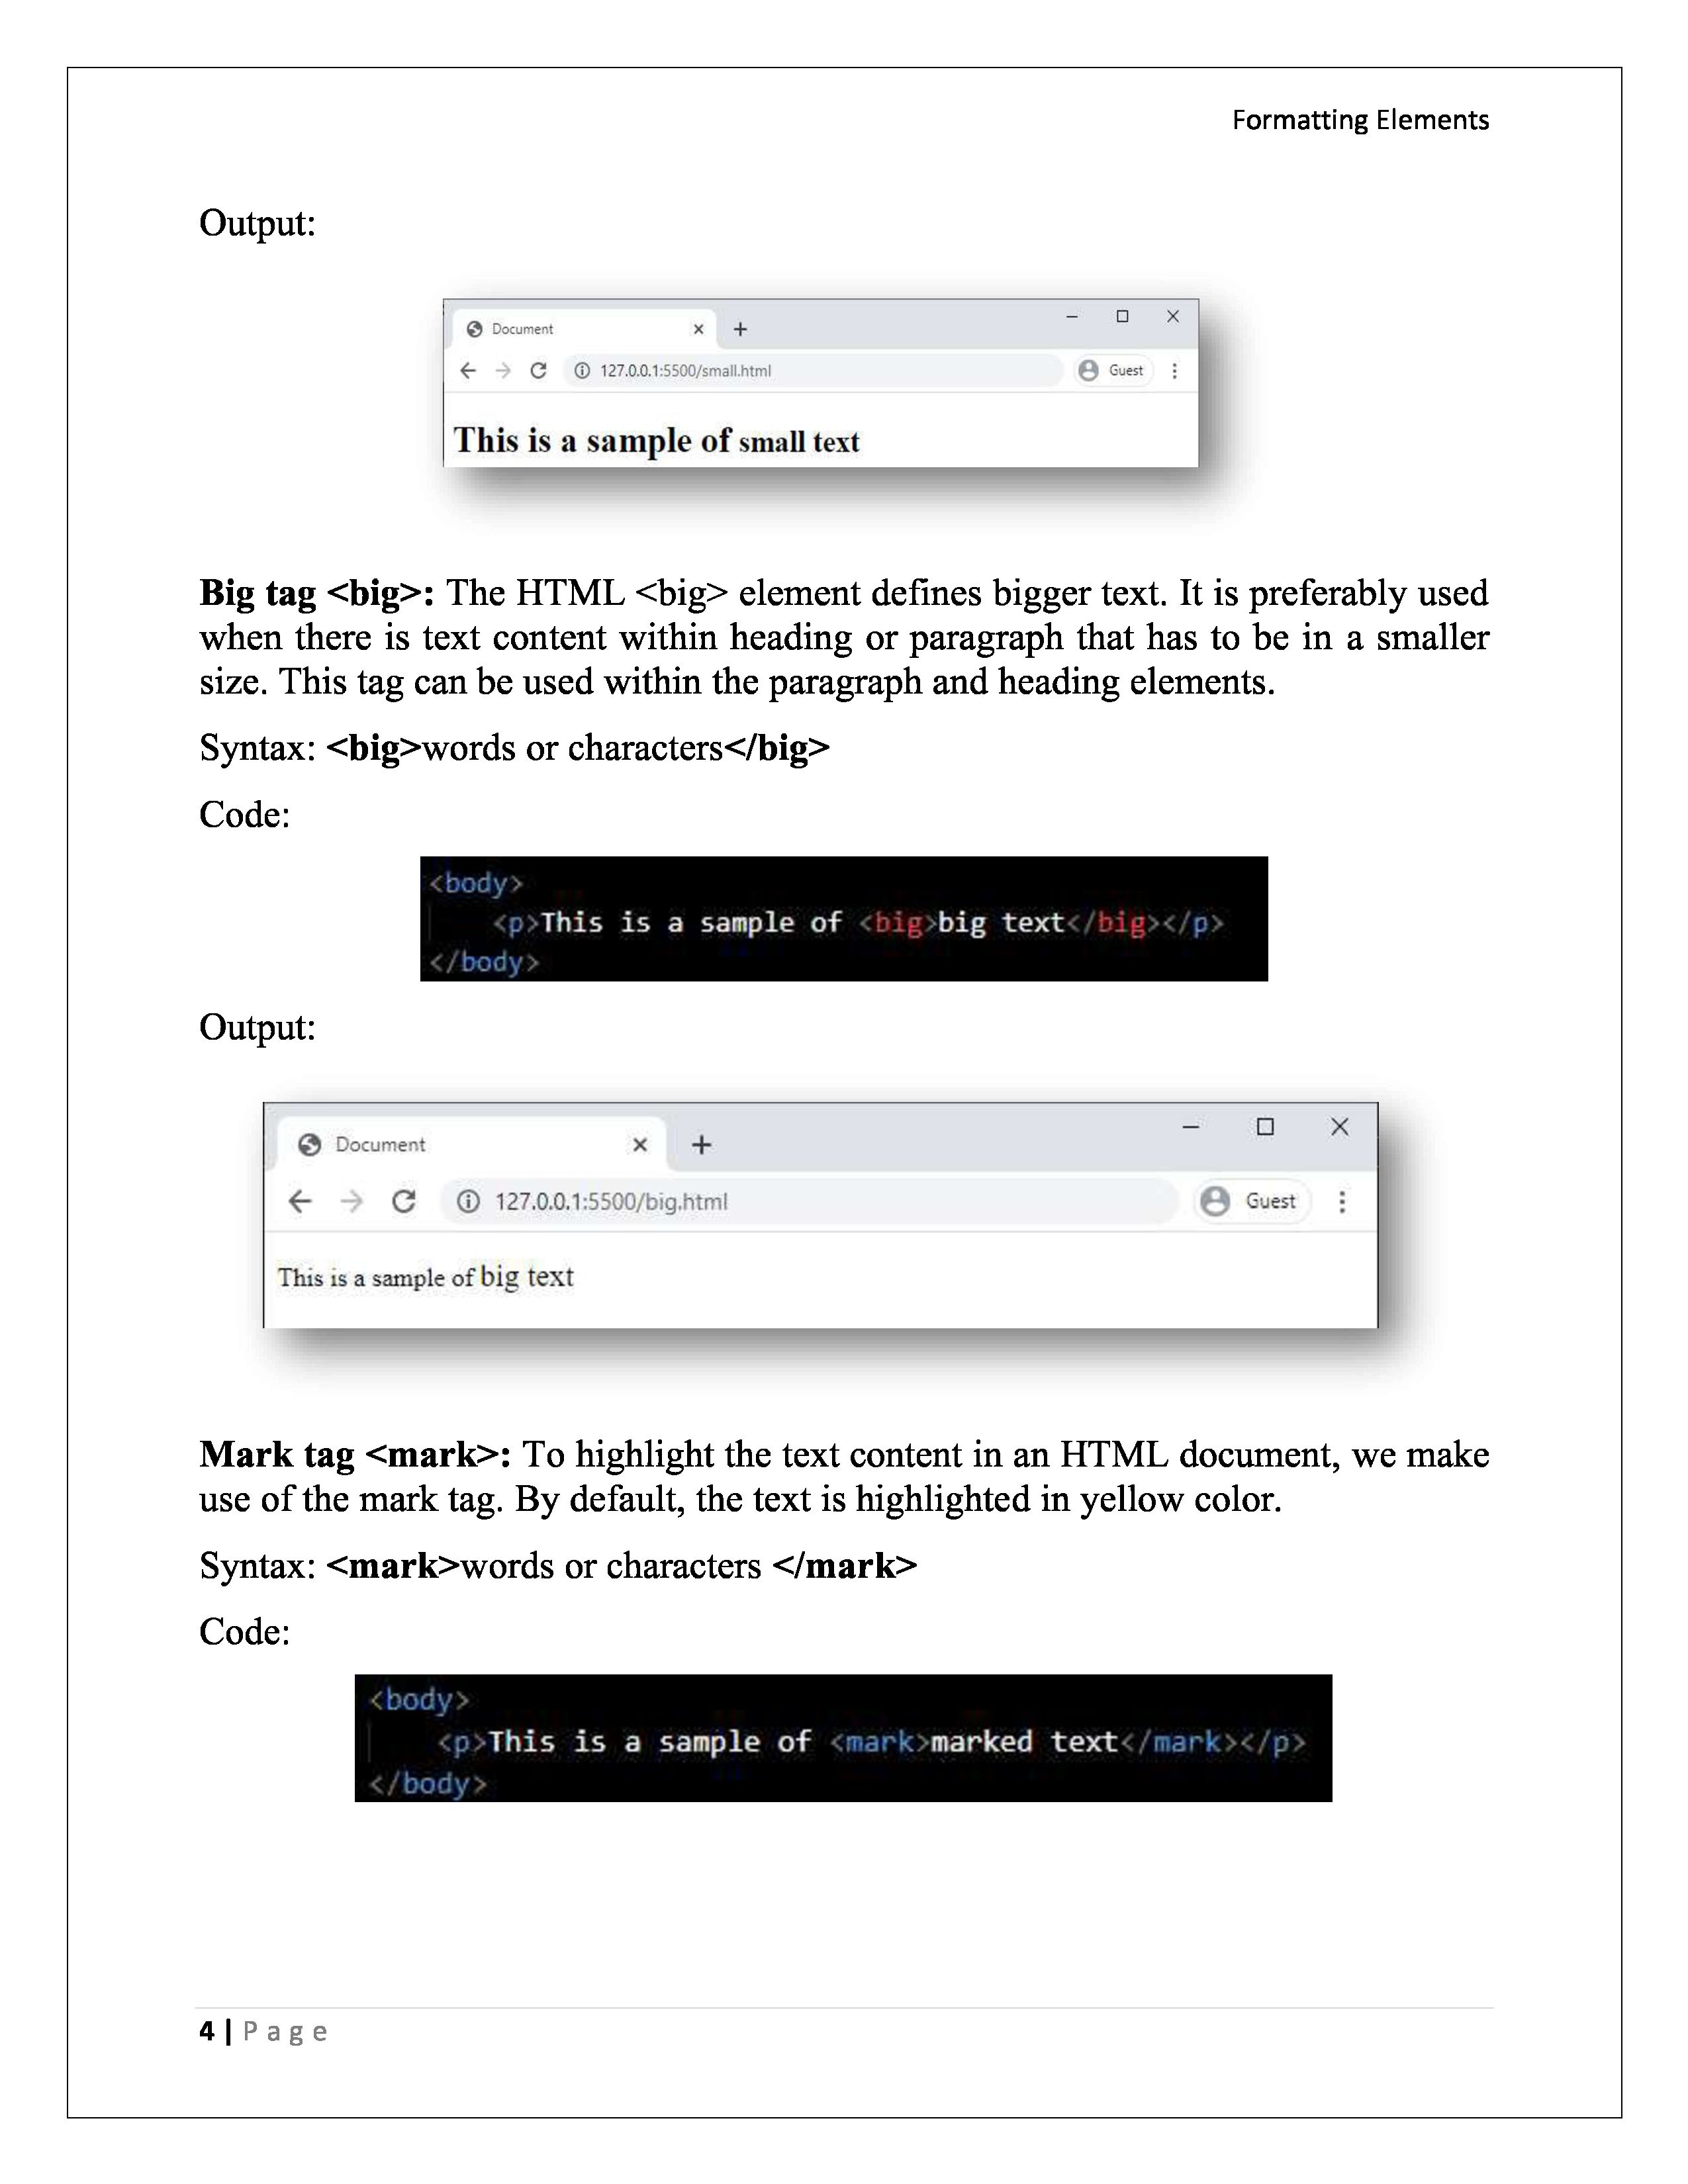 Formatting Elements
Output:
Document
127.0.0.1:5500/small.html
Guest
This is a sample of small text
Big tag <big>: The HTML <big> element defines bigger text. It is preferably used
when there is text content within heading or paragraph that has to be in a smaller
size. This tag can be used within the paragraph and heading elements.
Syntax: <big>words or characters</big>
Code:
<body>
<p>This is a sample of <big>big text</big></p>
</body>
Output:
Document
127.0.0.1:5500/big.html
Guest
This is a sample of big text
Mark tag <mark>: To highlight the text content in an HTML document, we make
use of the mark tag. By default, the text is highlighted in yellow color.
Syntax: <mark>words or characters </mark>
Code:
<body>
<p>This is a sample of <mark>marked text</mark></p>
</body>
4 | Page